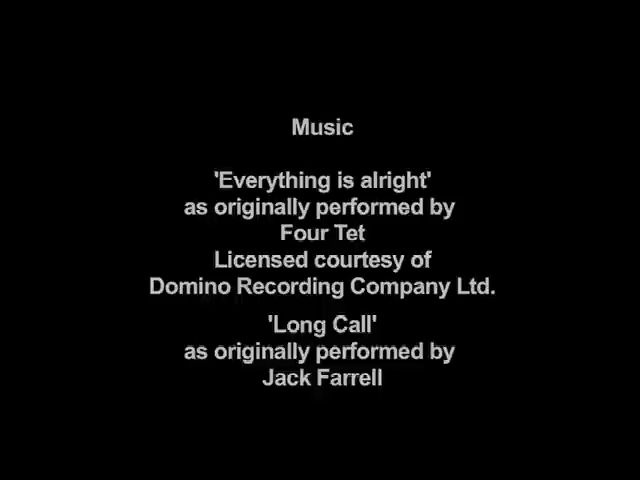 Music
'Everything is alright'
as originally performed by
Four Tet
Licensed courtesy of
Domino Recording Company Ltd.
'Long Call'
as originally performed by
Jack Farrell